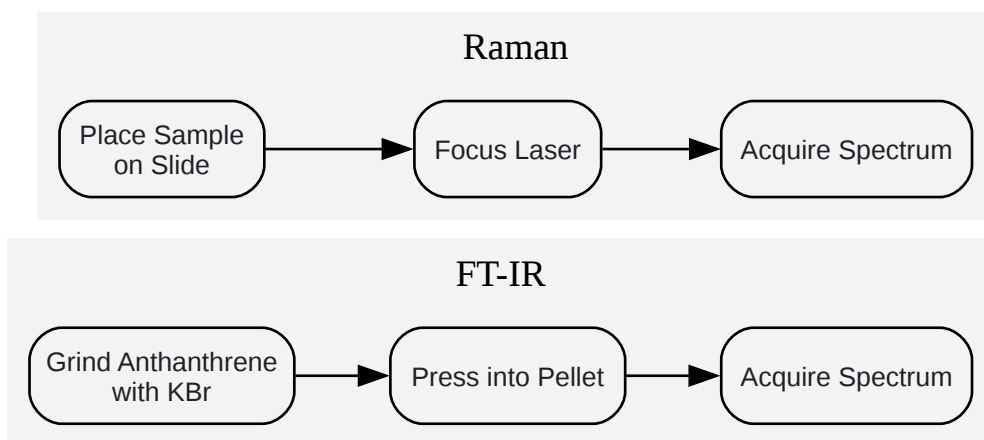 Raman
Place Sample
on Slide
Focus Laser
Acquire Spectrum
FT-IR
Grind Anthanthrene
with KBr
Press into Pellet
Acquire Spectrum